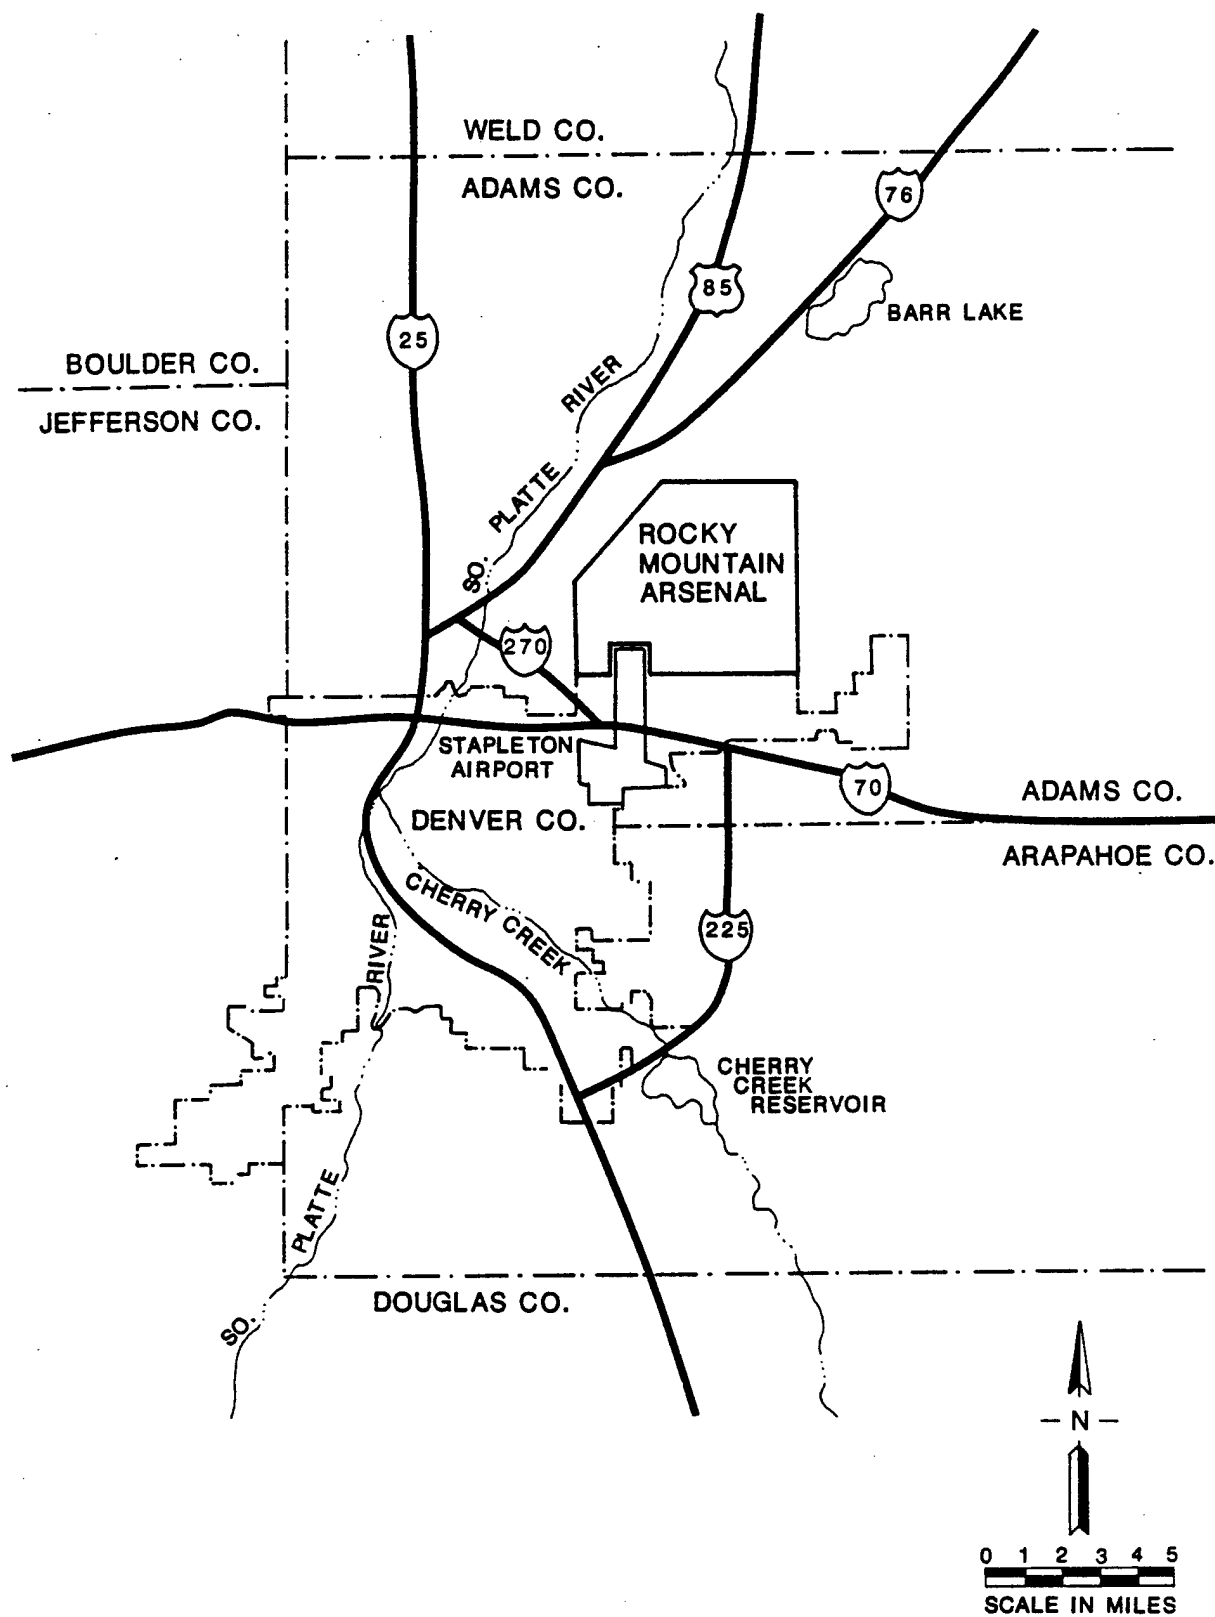 WELD CO.
ADAMS CO.
76
85
BARR LAKE
25
BOULDER CO.
JEFFERSON CO.
SO. PLATTE RIVER
ROCKY
MOUNTAIN
ARSENAL
270
STAPLETON
AIRPORT
70
ADAMS CO.
DENVER CO.
ARAPAHOE CO.
CHERRY CREEK
225
SO. PLATTE RIVER
CHERRY
CREEK
RESERVOIR
DOUGLAS CO.
N
0 1 2 3 4 5
SCALE IN MILES